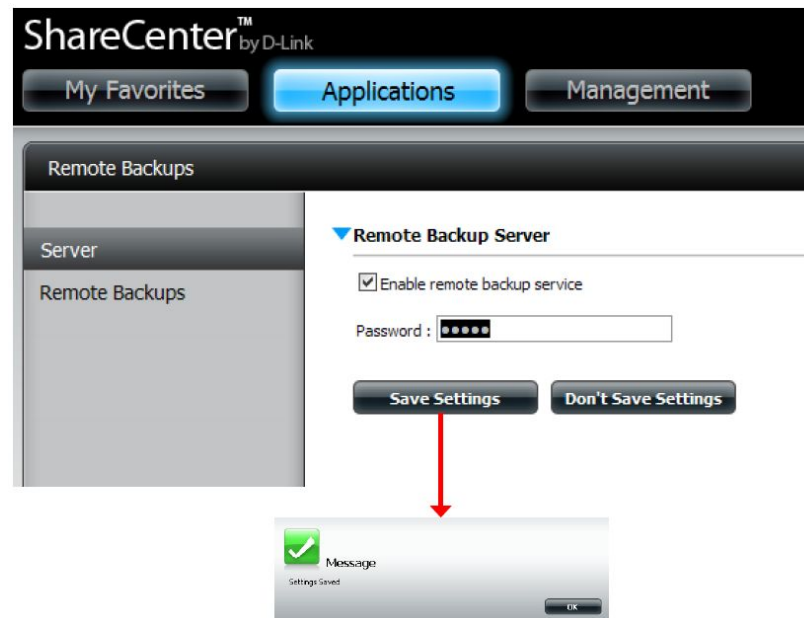 ShareCenter™ by D-Link
My Favorites Applications Management
Remote Backups
Server
Remote Backups
Remote Backup Server
Enable remote backup service
Password : •••••
Save Settings Don't Save Settings
Message
Settings Saved
OK